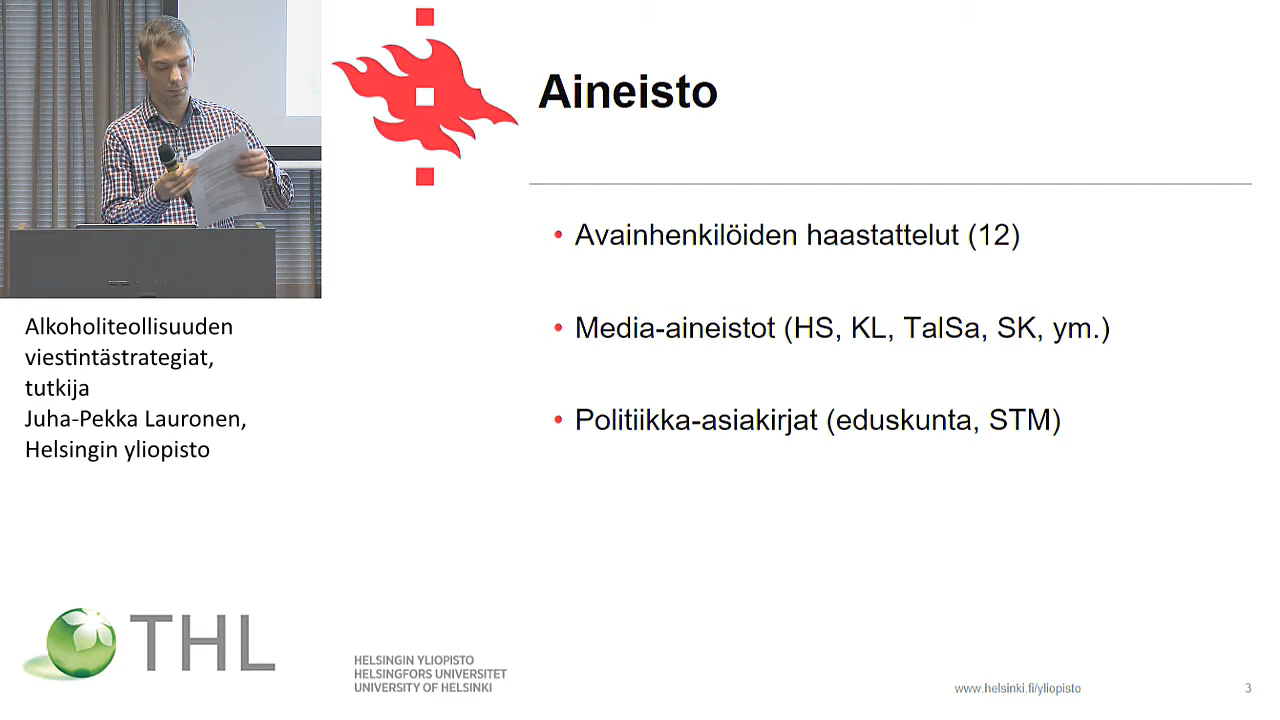 Aineisto
• Avainhenkilöiden haastattelut (12)
• Media-aineistot (HS, KL, TalSa, SK, ym.)
• Politiikka-asiakirjat (eduskunta, STM)
Alkoholiteollisuuden
viestintästrategiat,
tutkija
Juha-Pekka Lauronen,
Helsingin yliopisto
THL
HELSINGIN YLIOPISTO
HELSINGFORS UNIVERSITET
UNIVERSITY OF HELSINKI
www.helsinki.fi/yliopisto
3